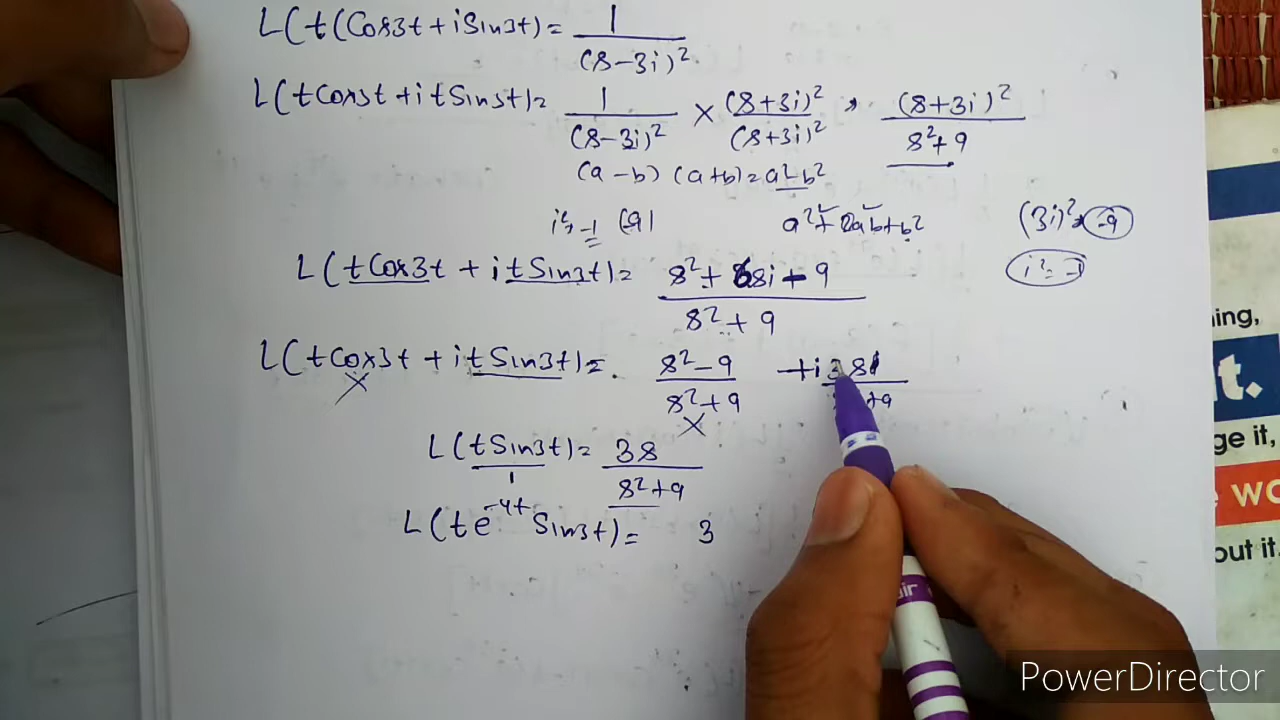 L(t(Cos3t + iSin3t) = 1/(s-3i)²
L(tCos3t + itSin3t) = 1/(s-3i)² × (s+3i)²/(s+3i)² = (s+3i)²/s²+9
(a-b) (a+b) = a²-b²
i² = -1 a²+2ab+b² (3i)² = -9
L(tCos3t + itSin3t) = s²+6si-9/s²+9 i² = -1
L(tCos3t + itSin3t) = s²-9/s²+9 +i3s/+9
L(tSin3t) = 3s/s²+9
L(te⁻⁴ᵗ Sin3t) = 3
ing,
t.
ge it,
wo
out it.
PowerDirector